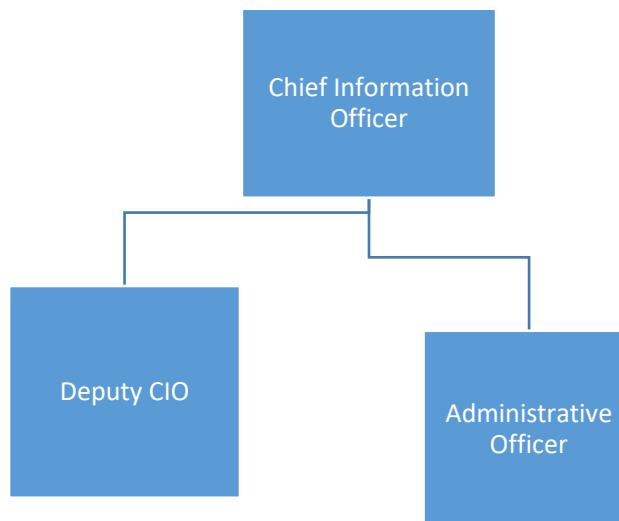 Chief Information
Officer
Deputy CIO
Administrative
Officer